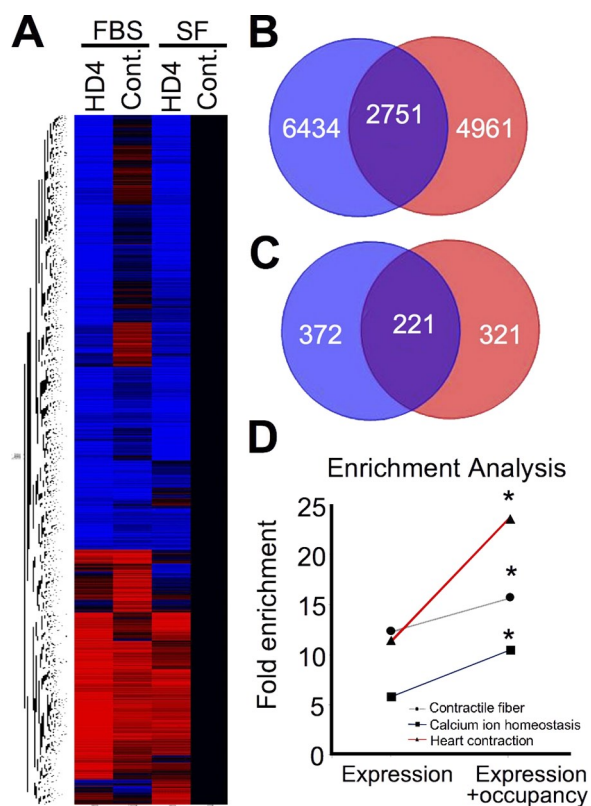 A
FBS SF
HD4 Cont. HD4 Cont.
B
6434 2751 4961
C
372 221 321
D
Enrichment Analysis
Fold enrichment
25
20
15
10
5
0
* * *
Contractile fiber
Calcium ion homeostasis
Heart contraction
Expression Expression
+occupancy